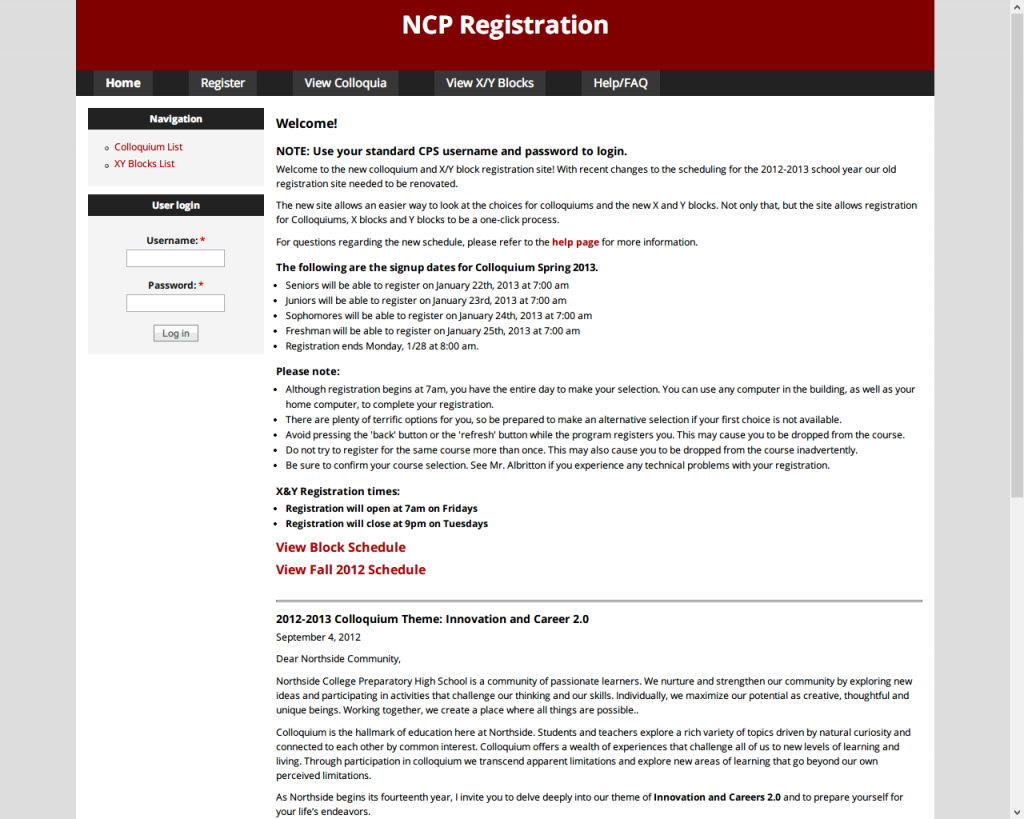 NCP Registration
Home
Register
View Colloquia
View X/Y Blocks
Help/FAQ
Navigation
Colloquium List
XY Blocks List
User login
Username: *
Password: *
Log in
Welcome!
NOTE: Use your standard CPS username and password to login.
Welcome to the new colloquium and X/Y block registration site! With recent changes to the scheduling for the 2012-2013 school year our old
registration site needed to be renovated.
The new site allows an easier way to look at the choices for colloquiums and the new X and Y blocks. Not only that, but the site allows registration
for Colloquiums, X blocks and Y blocks to be a one-click process.
For questions regarding the new schedule, please refer to the help page for more information.
The following are the signup dates for Colloquium Spring 2013.
Seniors will be able to register on January 22th, 2013 at 7:00 am
Juniors will be able to register on January 23rd, 2013 at 7:00 am
Sophomores will be able to register on January 24th, 2013 at 7:00 am
Freshman will be able to register on January 25th, 2013 at 7:00 am
Registration ends Monday, 1/28 at 8:00 am.
Please note:
Although registration begins at 7am, you have the entire day to make your selection. You can use any computer in the building, as well as your
home computer, to complete your registration.
There are plenty of terrific options for you, so be prepared to make an alternative selection if your first choice is not available.
Avoid pressing the 'back' button or the 'refresh' button while the program registers you. This may cause you to be dropped from the course.
Do not try to register for the same course more than once. This may also cause you to be dropped from the course inadvertently.
Be sure to confirm your course selection. See Mr. Albritton if you experience any technical problems with your registration.
X&Y Registration times:
Registration will open at 7am on Fridays
Registration will close at 9pm on Tuesdays
View Block Schedule
View Fall 2012 Schedule
2012-2013 Colloquium Theme: Innovation and Career 2.0
September 4, 2012
Dear Northside Community,
Northside College Preparatory High School is a community of passionate learners. We nurture and strengthen our community by exploring new
ideas and participating in activities that challenge our thinking and our skills. Individually, we maximize our potential as creative, thoughtful and
unique beings. Working together, we create a place where all things are possible..
Colloquium is the hallmark of education here at Northside. Students and teachers explore a rich variety of topics driven by natural curiosity and
connected to each other by common interest. Colloquium offers a wealth of experiences that challenge all of us to new levels of learning and
living. Through participation in colloquium we transcend apparent limitations and explore new areas of learning that go beyond our own
perceived limitations.
As Northside begins its fourteenth year, I invite you to delve deeply into our theme of Innovation and Careers 2.0 and to prepare yourself for
your life's endeavors.